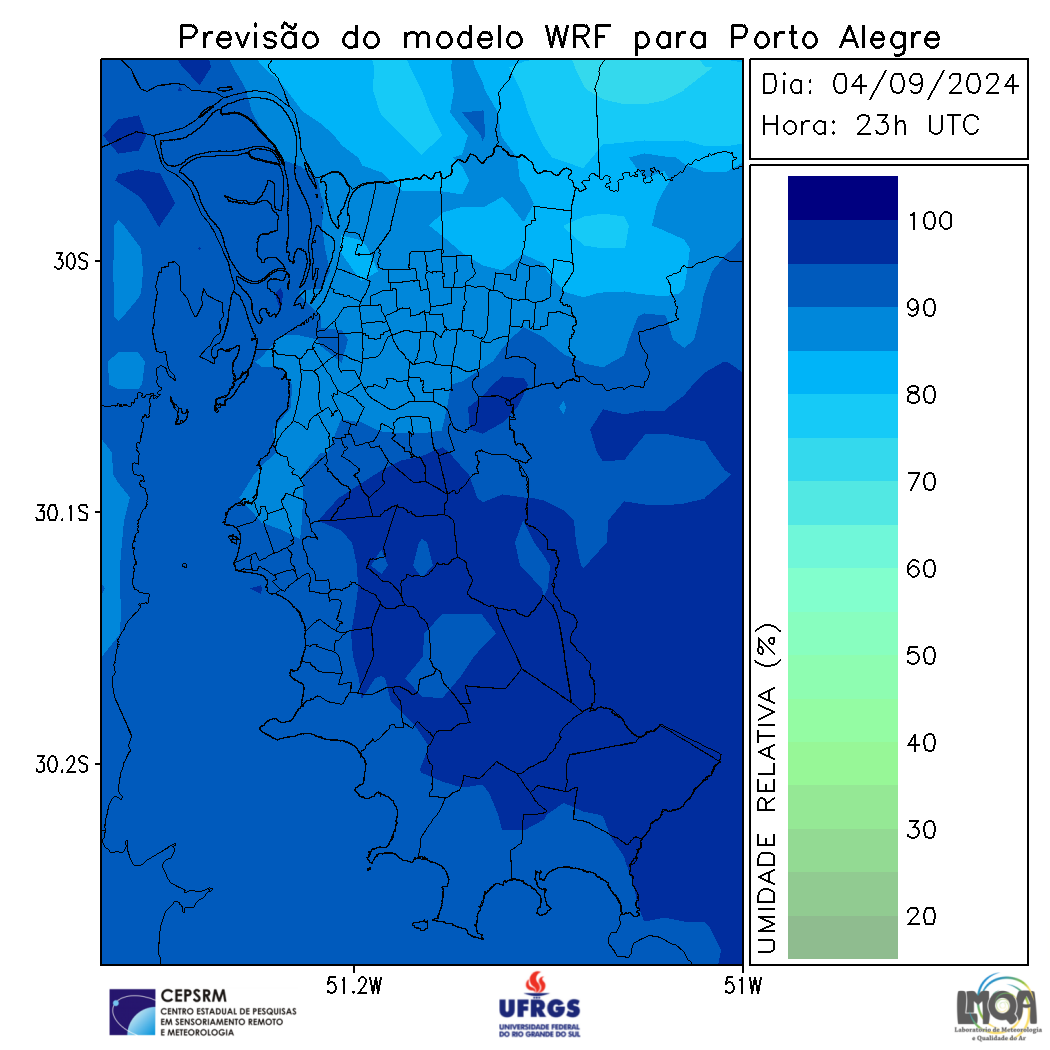 Previsão do modelo WRF para Porto Alegre
Dia: 04/09/2024
Hora: 23h UTC
30S
30.1S
30.2S
51.2W
51W
100
90
80
70
60
50
40
30
20
UMIDADE RELATIVA (%)
CEPSRM
CENTRO ESTADUAL DE PESQUISAS
EM SENSORIAMENTO REMOTO
E METEOROLOGIA
UFRGS
UNIVERSIDADE FEDERAL
DO RIO GRANDE DO SUL
LMQA
Laboratório de Meteorologia
e Qualidade do Ar